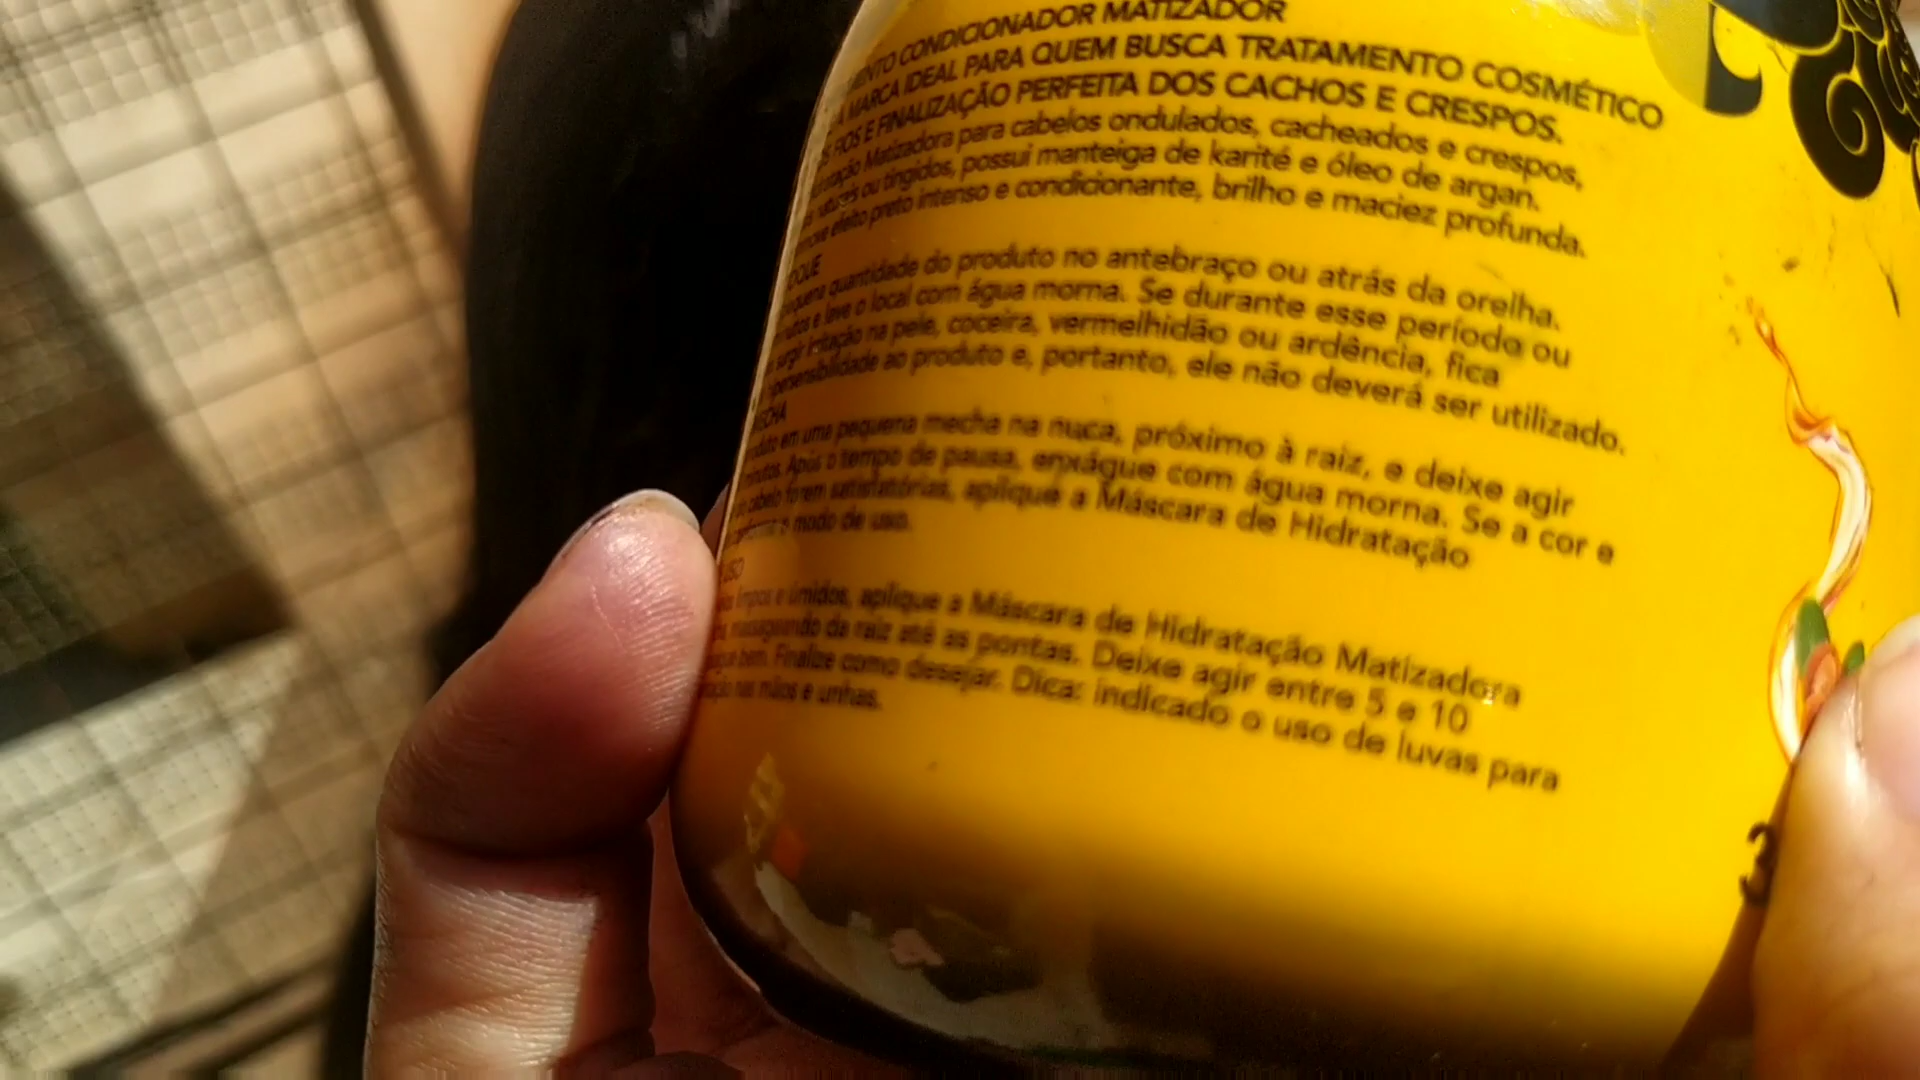 CONDICIONADOR MATIZADOR
MARCA IDEAL PARA QUEM BUSCA TRATAMENTO COSMÉTICO
FIOS E FINALIZAÇÃO PERFEITA DOS CACHOS E CRESPOS.
Matizadora para cabelos ondulados, cacheados e crespos,
naturais ou tingidos, possui manteiga de karité e óleo de argan.
efeito preto intenso e condicionante, brilho e maciez profunda.
quantidade do produto no antebraço ou atrás da orelha.
e lave o local com água morna. Se durante esse período ou
surgir irritação na pele, coceira, vermelhidão ou ardência, fica
ao produto e, portanto, ele não deverá ser utilizado.
em uma pequena mecha na nuca, próximo à raiz, e deixe agir
minutos. Após o tempo de pausa, enxágue com água morna. Se a cor e
cabelo forem satisfatórias, aplique a Máscara de Hidratação
o modo de uso.
USO
limpos e úmidos, aplique a Máscara de Hidratação Matizadora
massageando da raiz até as pontas. Deixe agir entre 5 e 10
bem. Finalize como desejar. Dica: indicado o uso de luvas para
nas mãos e unhas.